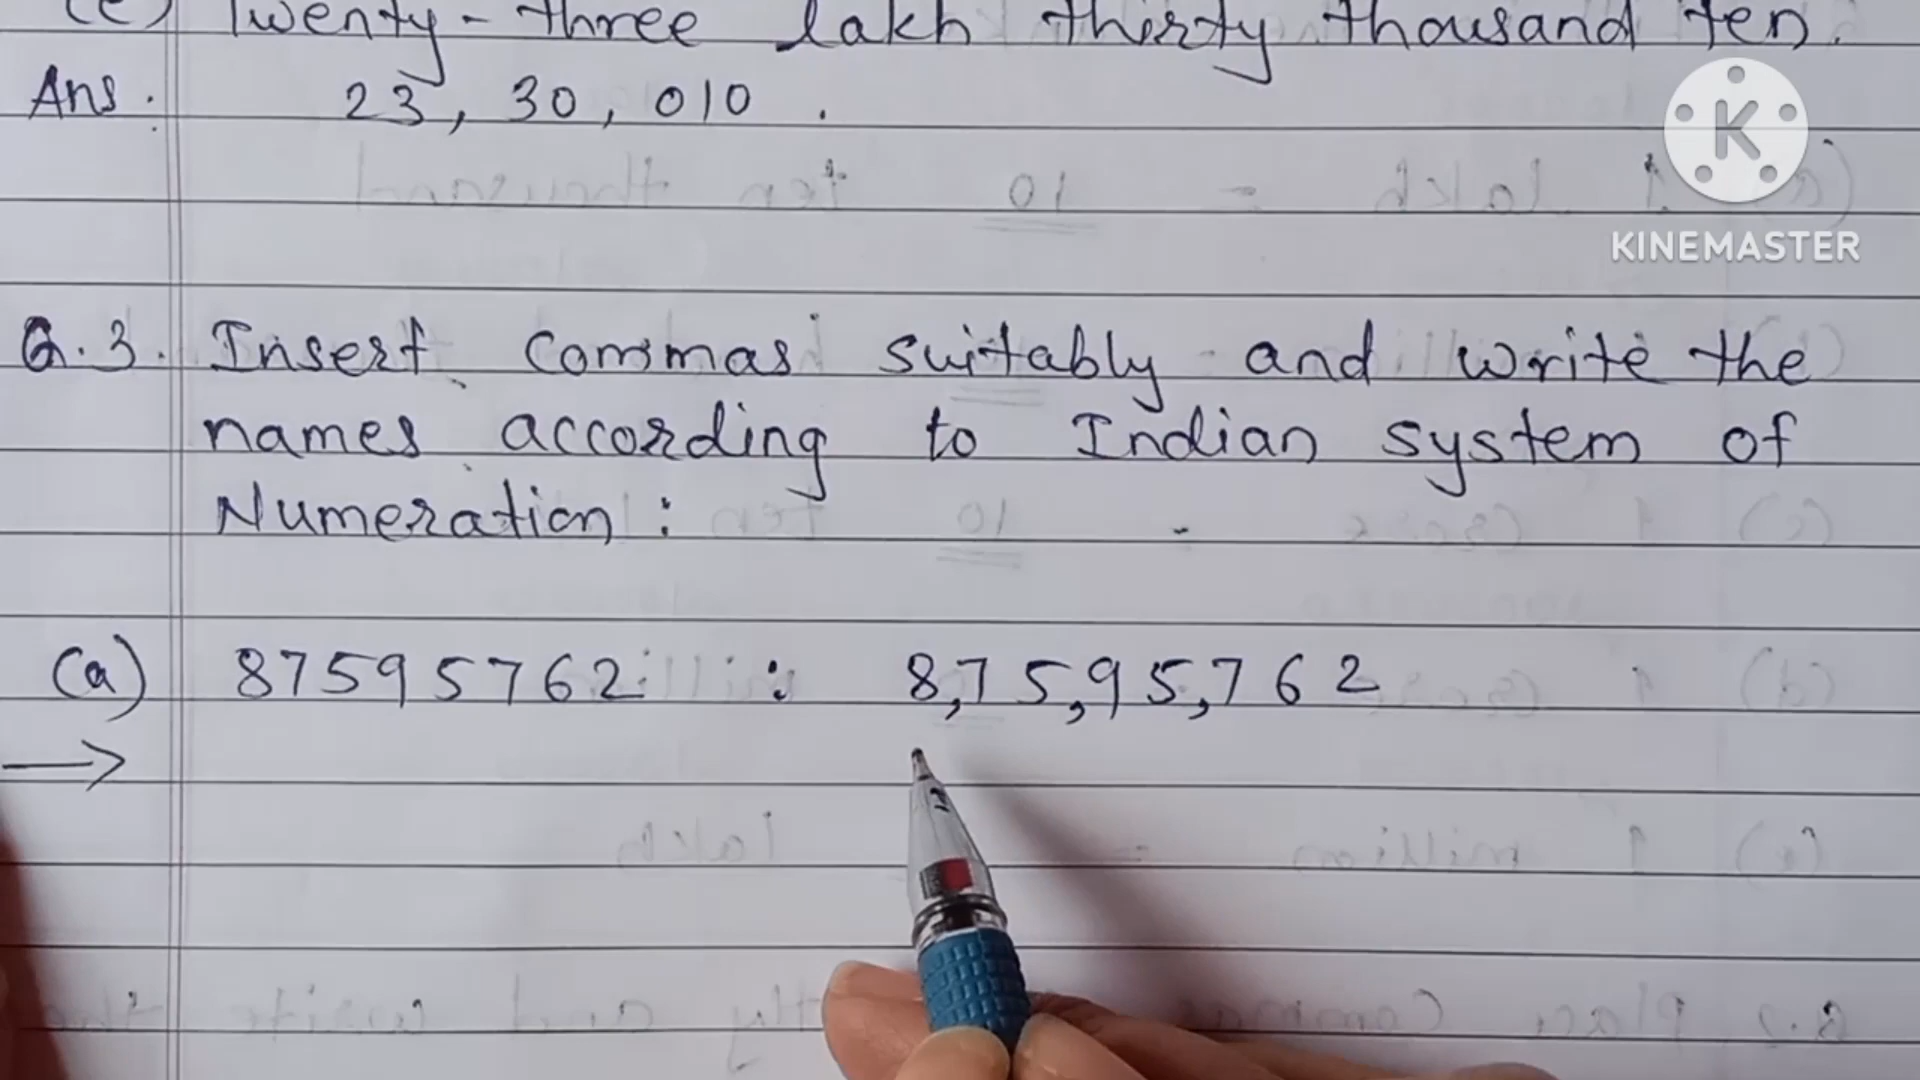 (e) Twenty-three lakh thirty thousand ten.
Ans. 23, 30, 010.
KINEMASTER
Q.3. Insert commas suitably and write the
names according to Indian system of
Numeration:
(a) 87595762 : 8,75,95,762
→